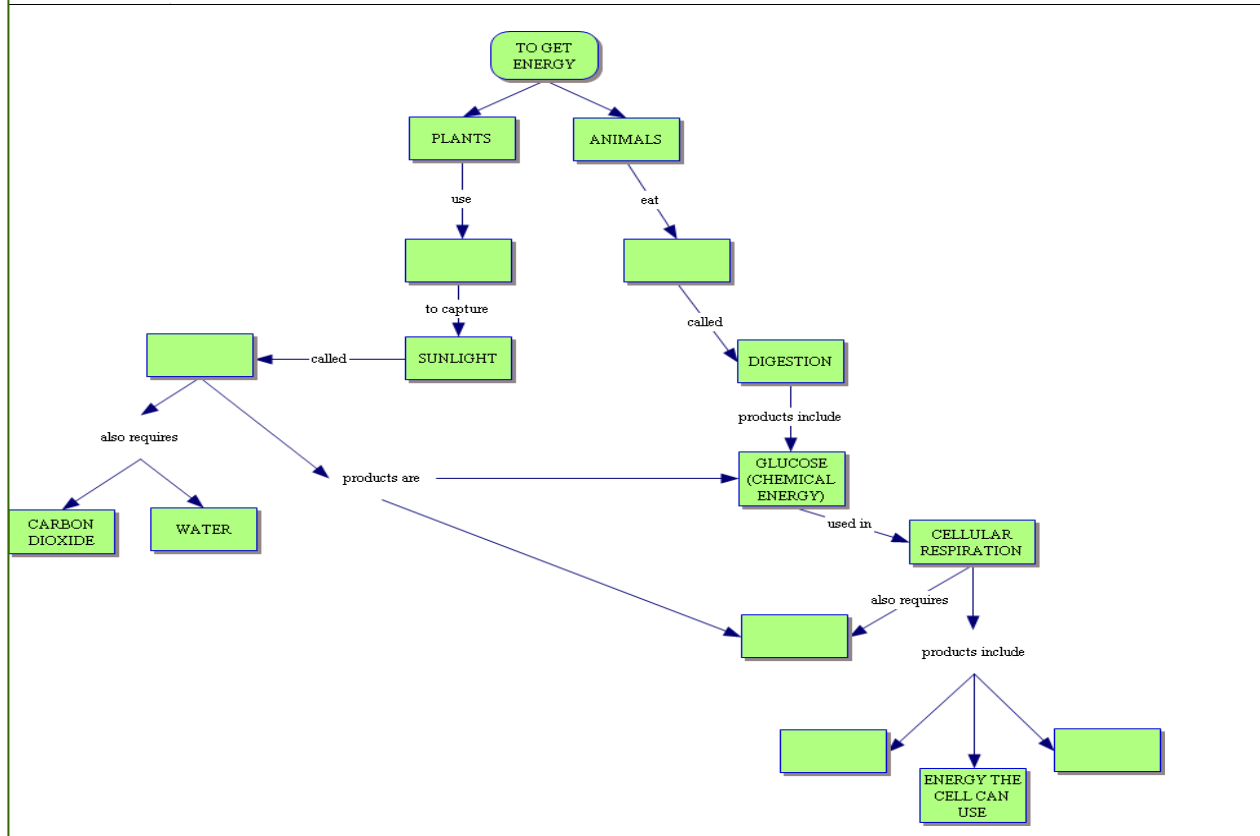 TO GET
ENERGY
PLANTS
ANIMALS
use
eat
to capture
called
called
SUNLIGHT
DIGESTION
products include
also requires
products are
GLUCOSE
(CHEMICAL
ENERGY)
CARBON
DIOXIDE
WATER
used in
CELLULAR
RESPIRATION
also requires
products include
ENERGY THE
CELL CAN
USE